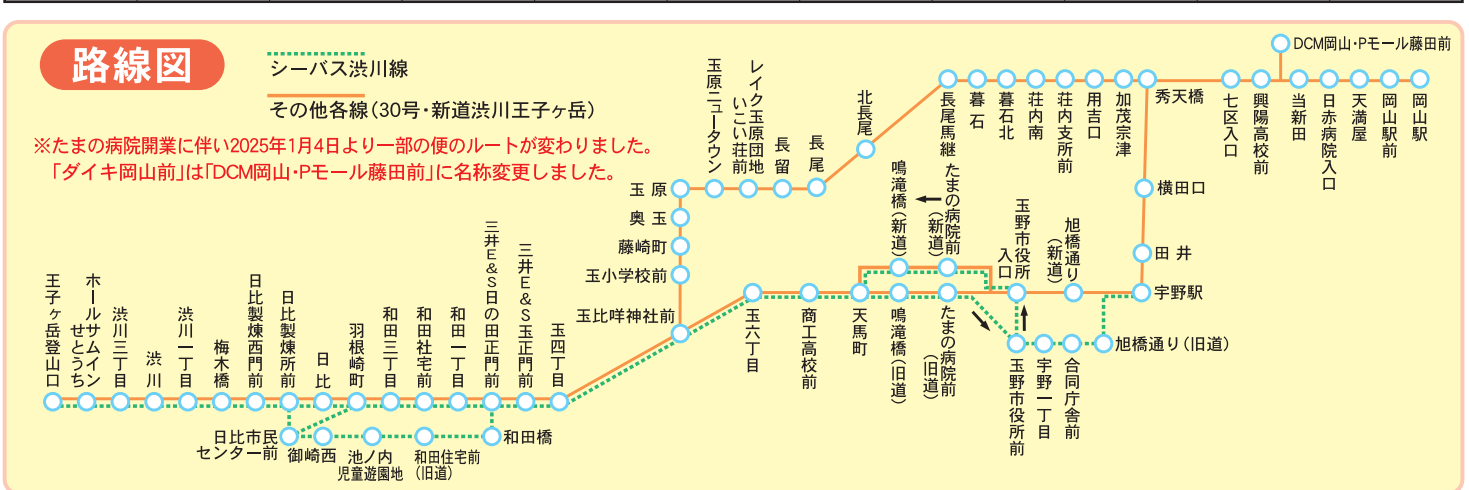 路線図
シーバス渋川線
その他各線（30号・新道渋川王子ヶ岳）
※たまの病院開業に伴い2025年1月4日より一部の便のルートが変わりました。
「ダイキ岡山前」は「DCM岡山・Pモール藤田前」に名称変更しました。
DCM岡山・Pモール藤田前
岡山駅
岡山駅前
天満屋
日赤病院入口
当新田
興陽高校前
七区入口
秀天橋
加茂宗津
用吉口
荘内支所前
荘内南
暮石北
暮石
長尾馬継
北長尾
長尾
長留
レイク玉原団地
いこい荘前
玉原ニュータウン
玉原
奥玉
藤崎町
玉小学校前
玉比咩神社前
横田口
田井
宇野駅
旭橋通り
（新道）
玉野市役所
入口
たまの病院前
（新道）
鳴滝橋（新道）
旭橋通り（旧道）
合同庁舎前
宇野一丁目
玉野市役所前
たまの病院前
（旧道）
鳴滝橋（旧道）
天馬町
商工高校前
玉六丁目
玉四丁目
三井E&S玉正門前
三井E&S日の出正門前
和田一丁目
和田社宅前
和田三丁目
羽根崎町
日比
日比製煉所前
日比製煉西門前
梅木橋
渋川一丁目
渋川
渋川三丁目
ホールサムイン
せとうち
王子ヶ岳登山口
日比市民
センター前
御崎西
池ノ内
児童遊園地
和田住宅前
（旧道）
和田橋